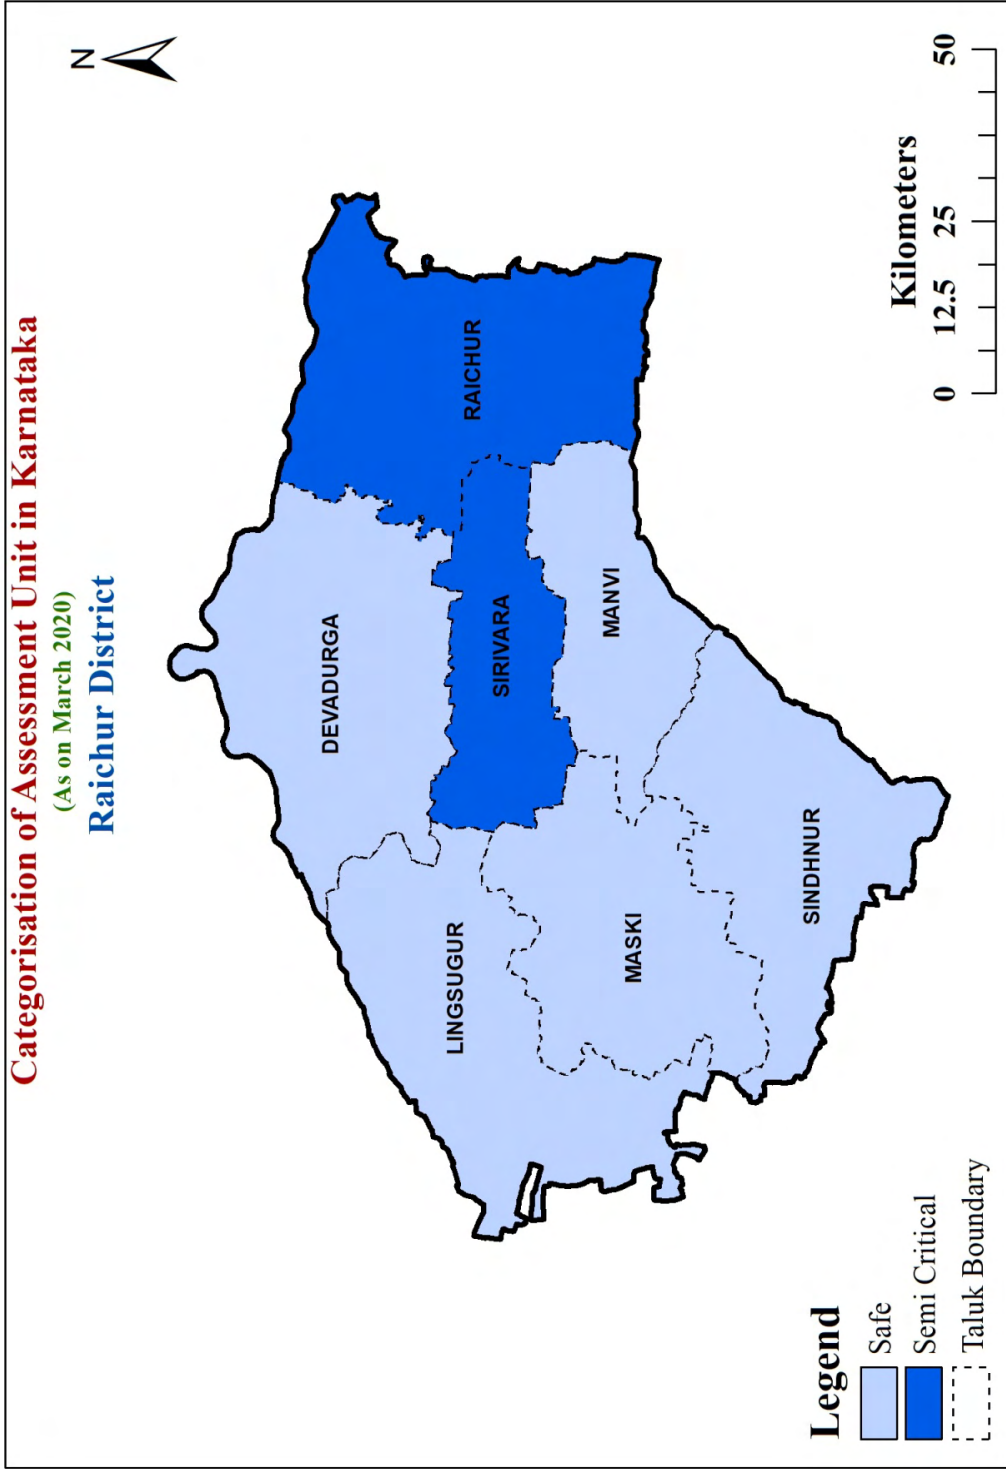 Categorisation of Assessment Unit in Karnataka
(As on March 2020)
Raichur District
N
DEVADURGA
RAICHUR
LINGSUGUR
SIRIVARA
MANVI
MASKI
SINDHNUR
Legend
Safe
Semi Critical
Taluk Boundary
Kilometers
0 12.5 25 50